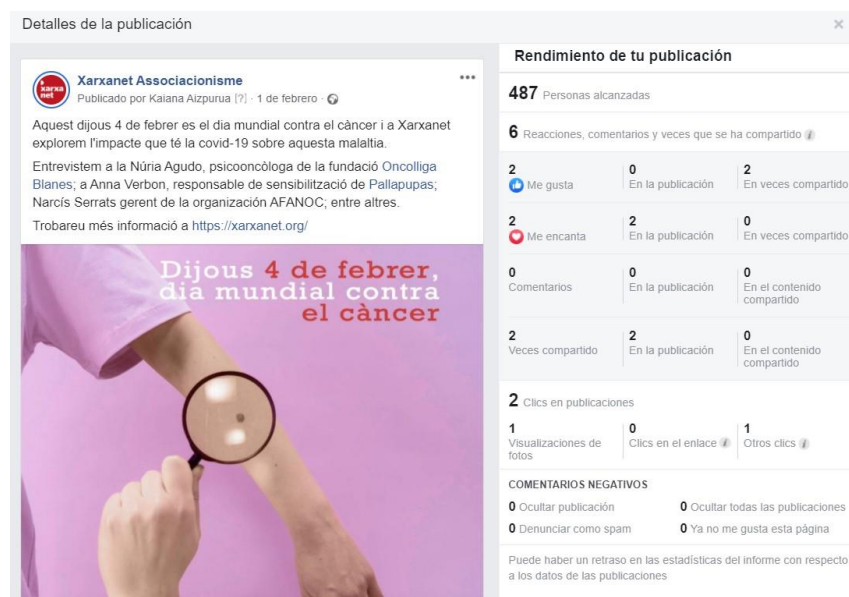 Detalles de la publicación
×
xarxa
net
Xarxanet Associacionisme
Publicado por Kaiana Aizpurua [?] · 1 de febrero ·
Aquest dijous 4 de febrer es el dia mundial contra el càncer i a Xarxanet
explorem l'impacte que té la covid-19 sobre aquesta malaltia.
Entrevistem a la Núria Agudo, psicooncòloga de la fundació Oncolliga
Blanes; a Anna Verbon, responsable de sensibilització de Pallapupas;
Narcís Serrats gerent de la organización AFANOC; entre altres.
Trobareu més informació a https://xarxanet.org/
Dijous 4 de febrer,
dia mundial contra
el càncer
Rendimiento de tu publicación
487 Personas alcanzadas
6 Reacciones, comentarios y veces que se ha compartido i
2 0 2
Me gusta En la publicación En veces compartido
2 2 0
Me encanta En la publicación En veces compartido
0 0 0
Comentarios En la publicación En el contenido
compartido
2 2 0
Veces compartido En la publicación En el contenido
compartido
2 Clics en publicaciones
1 0 1
Visualizaciones de Clics en el enlace i Otros clics i
fotos
COMENTARIOS NEGATIVOS
0 Ocultar publicación 0 Ocultar todas las publicaciones
0 Denunciar como spam 0 Ya no me gusta esta página
Puede haber un retraso en las estadísticas del informe con respecto
a los datos de las publicaciones